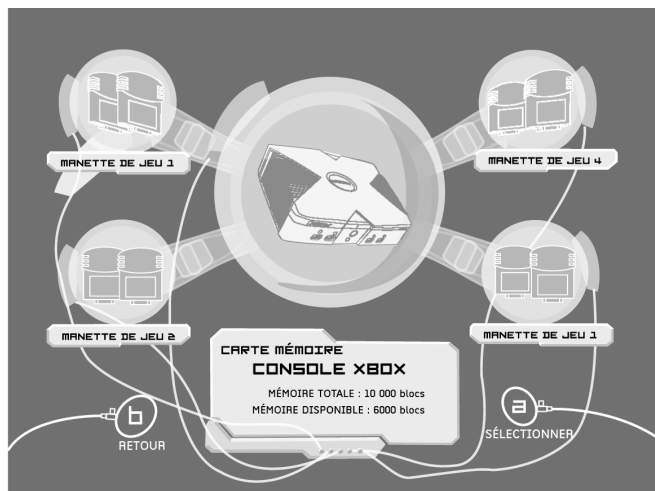 MANETTE DE JEU 1
MANETTE DE JEU 4
MANETTE DE JEU 2
MANETTE DE JEU 1
CARTE MÉMOIRE
CONSOLE XBOX
MÉMOIRE TOTALE : 10 000 blocs
MÉMOIRE DISPONIBLE : 6000 blocs
b
RETOUR
a
SÉLECTIONNER